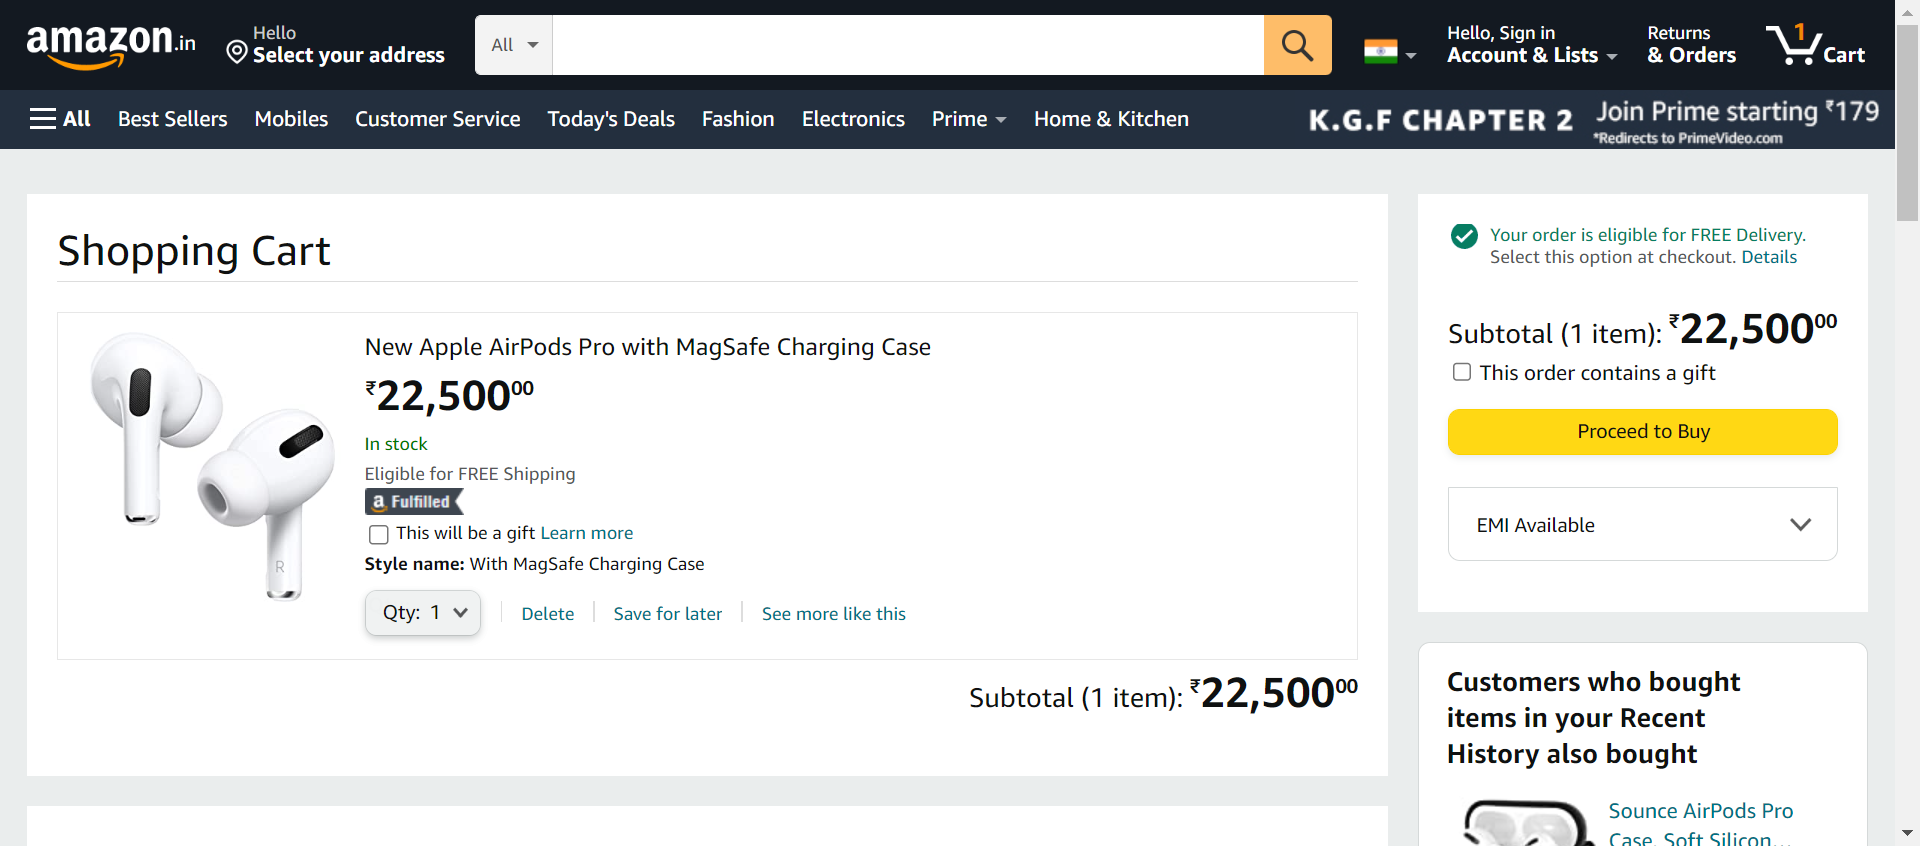 amazon.in
Hello
Select your address
All
Hello, Sign in
Account & Lists
Returns
& Orders
1
Cart
All
Best Sellers
Mobiles
Customer Service
Today's Deals
Fashion
Electronics
Prime
Home & Kitchen
K.G.F CHAPTER 2
Join Prime starting ₹179
*Redirects to PrimeVideo.com
Shopping Cart
New Apple AirPods Pro with MagSafe Charging Case
₹22,50000
In stock
Eligible for FREE Shipping
a Fulfilled
This will be a gift Learn more
Style name: With MagSafe Charging Case
Qty: 1
Delete
Save for later
See more like this
R
Subtotal (1 item): ₹22,50000
Your order is eligible for FREE Delivery.
Select this option at checkout. Details
Subtotal (1 item): ₹22,50000
This order contains a gift
Proceed to Buy
EMI Available
Customers who bought
items in your Recent
History also bought
Sounce AirPods Pro
Case, Soft Silicon...